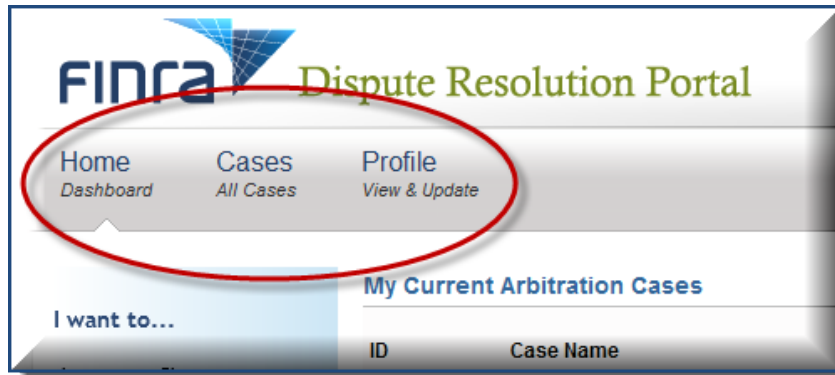 FINRA Dispute Resolution Portal
Home Cases Profile
Dashboard All Cases View & Update
My Current Arbitration Cases
I want to...
ID Case Name